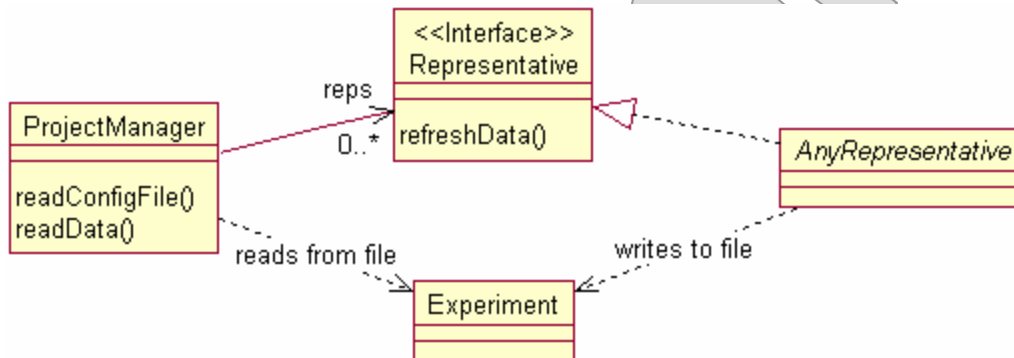 <<Interface>>
Representative
refreshData()
reps
0..*
ProjectManager
readConfigFile()
readData()
AnyRepresentative
reads from file
writes to file
Experiment